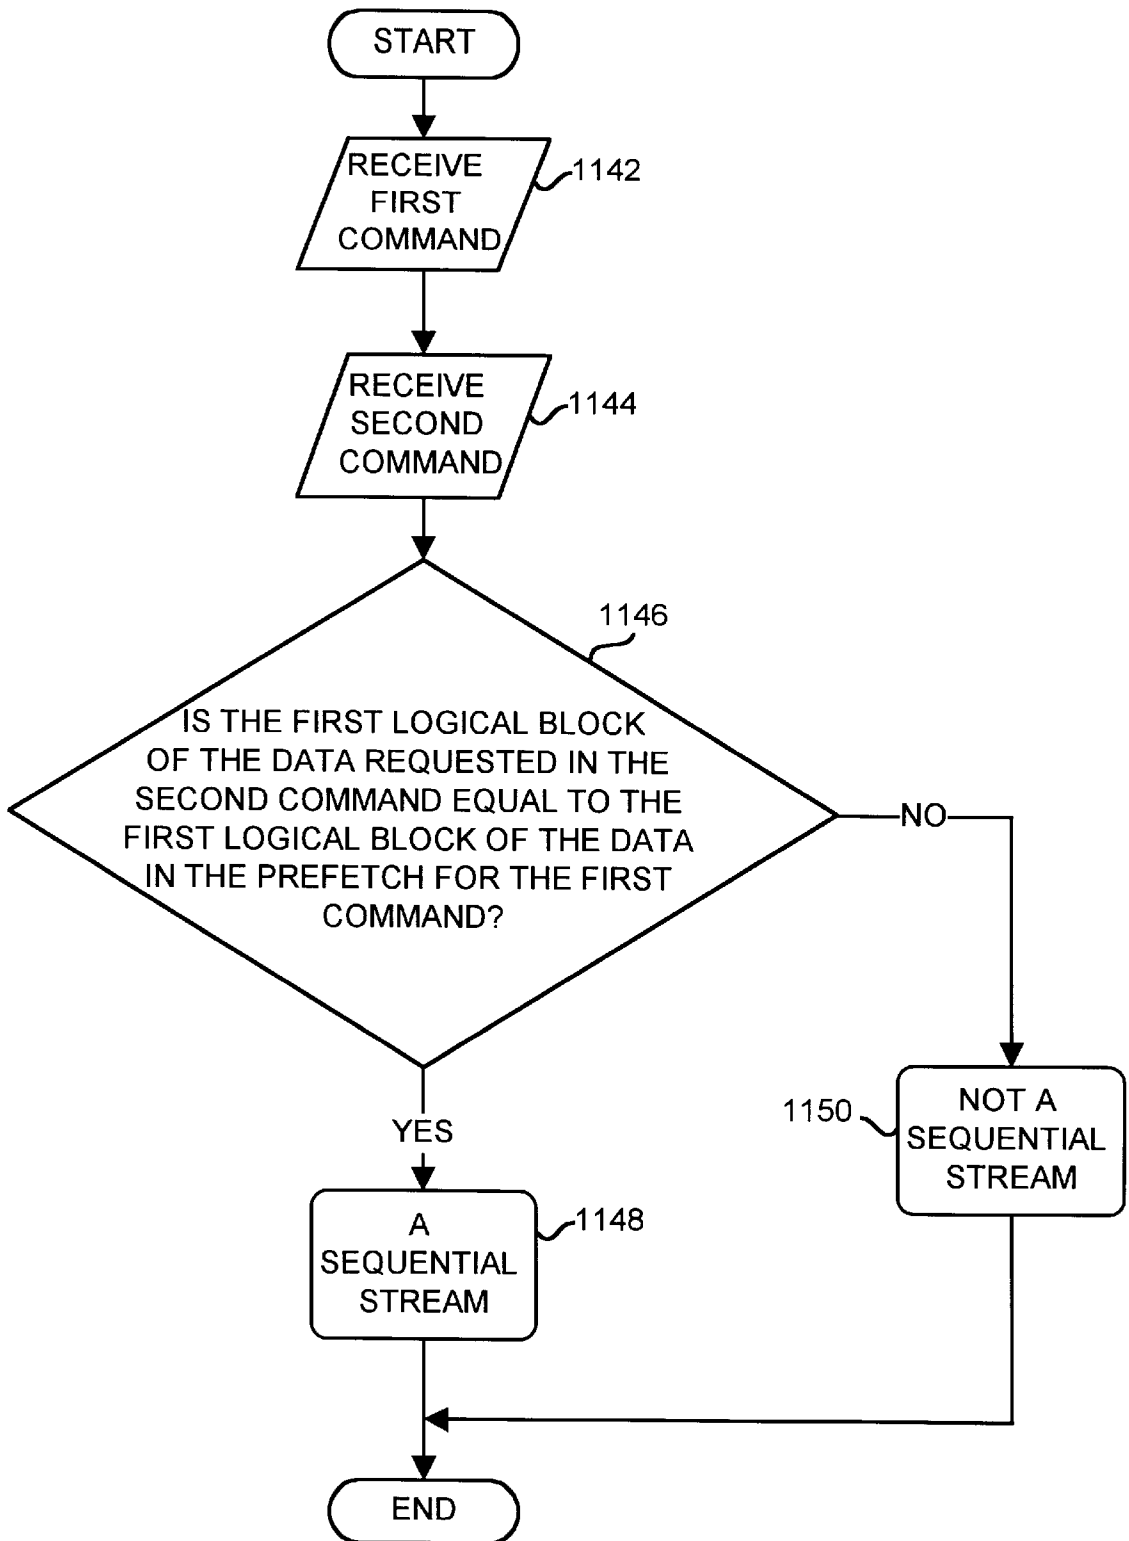 START
RECEIVE
FIRST
COMMAND
1142
RECEIVE
SECOND
COMMAND
1144
1146
IS THE FIRST LOGICAL BLOCK
OF THE DATA REQUESTED IN THE
SECOND COMMAND EQUAL TO THE
FIRST LOGICAL BLOCK OF THE DATA
IN THE PREFETCH FOR THE FIRST
COMMAND?
NO
YES
1150
NOT A
SEQUENTIAL
STREAM
A
SEQUENTIAL
STREAM
1148
END